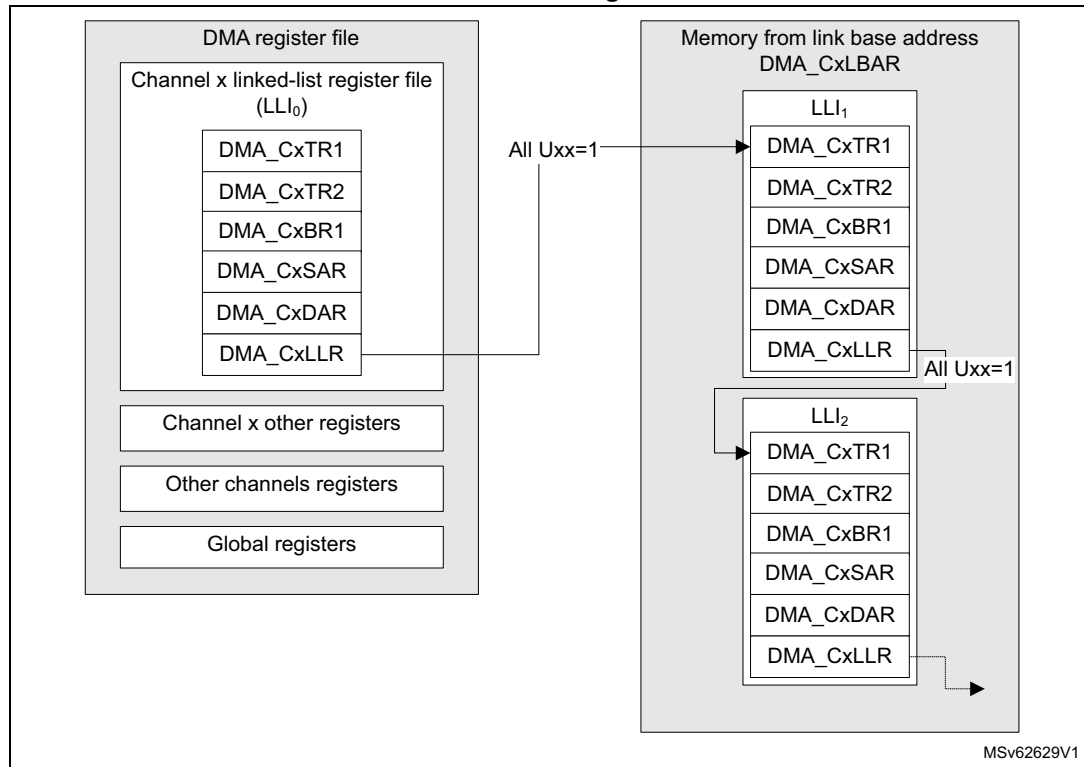 DMA register file
Channel x linked-list register file
(LLI₀)
DMA_CxTR1
DMA_CxTR2
DMA_CxBR1
DMA_CxSAR
DMA_CxDAR
DMA_CxLLR
Channel x other registers
Other channels registers
Global registers
All Uxx=1
Memory from link base address
DMA_CxLBAR
LLI₁
DMA_CxTR1
DMA_CxTR2
DMA_CxBR1
DMA_CxSAR
DMA_CxDAR
DMA_CxLLR
All Uxx=1
LLI₂
DMA_CxTR1
DMA_CxTR2
DMA_CxBR1
DMA_CxSAR
DMA_CxDAR
DMA_CxLLR
MSv62629V1